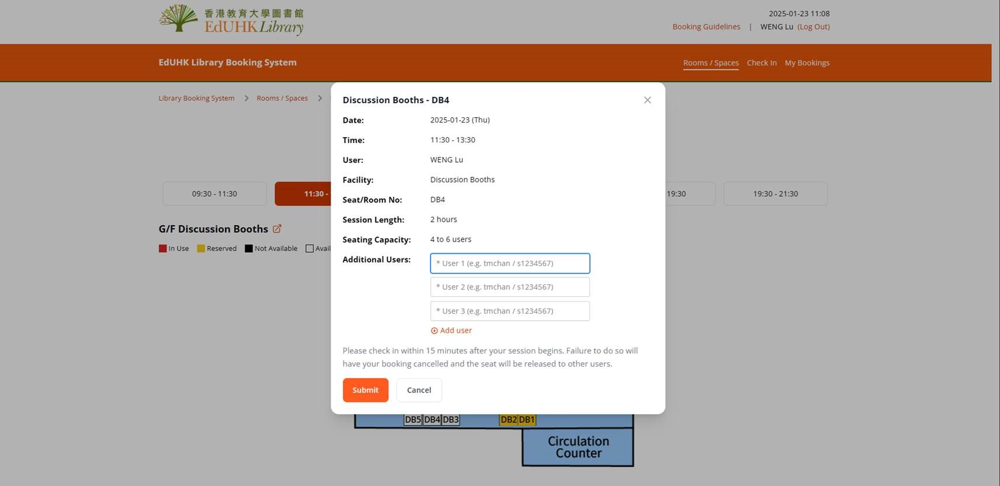 香港教育大學圖書館
EdUHK Library
2025-01-23 11:08
Booking Guidelines | WENG Lu (Log Out)
EdUHK Library Booking System
Rooms / Spaces Check In My Bookings
Library Booking System > Rooms / Spaces >
Discussion Booths - DB4
Date: 2025-01-23 (Thu)
Time: 11:30 - 13:30
User: WENG Lu
Facility: Discussion Booths
Seat/Room No: DB4
Session Length: 2 hours
Seating Capacity: 4 to 6 users
Additional Users: * User 1 (e.g. tmchan / s1234567)
* User 2 (e.g. tmchan / s1234567)
* User 3 (e.g. tmchan / s1234567)
Add user
Please check in within 15 minutes after your session begins. Failure to do so will
have your booking cancelled and the seat will be released to other users.
Submit Cancel
09:30 - 11:30 11:30 - 19:30 19:30 - 21:30
G/F Discussion Booths
In Use Reserved Not Available
DB5 DB4 DB3 DB2 DB1
Circulation
Counter